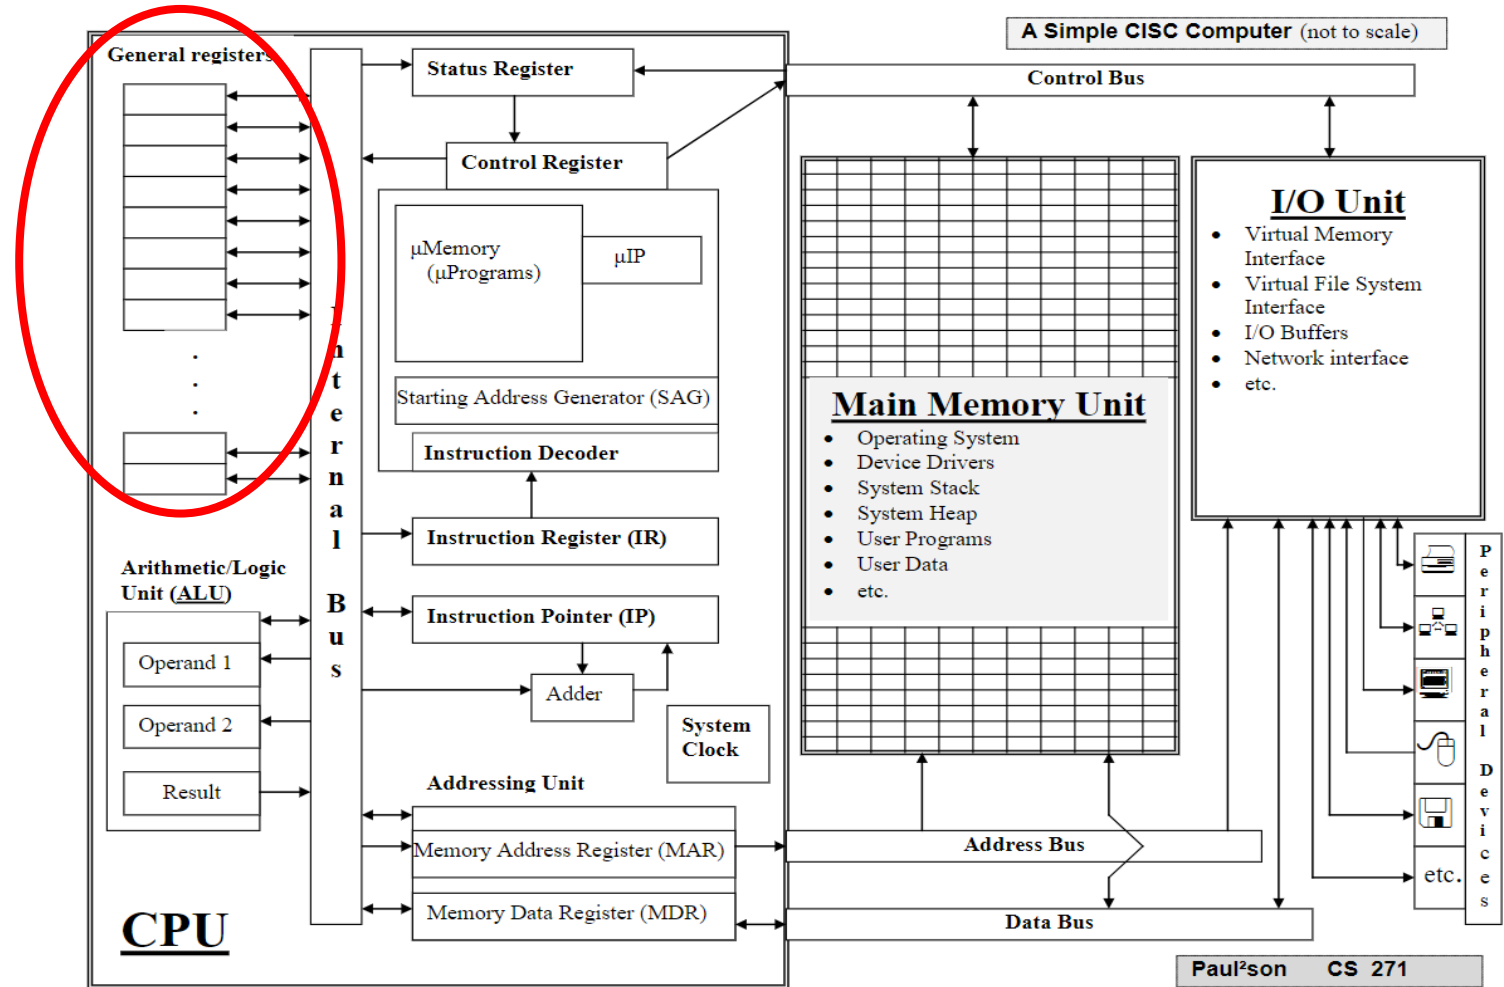 A Simple CISC Computer (not to scale)
General registers
Status Register
Control Bus
Control Register
μMemory
(μPrograms)
μIP
Starting Address Generator (SAG)
Instruction Decoder
Instruction Register (IR)
Instruction Pointer (IP)
Adder
System
Clock
Internal Bus
Arithmetic/Logic
Unit (ALU)
Operand 1
Operand 2
Result
Addressing Unit
Memory Address Register (MAR)
Memory Data Register (MDR)
CPU
Main Memory Unit
• Operating System
• Device Drivers
• System Stack
• System Heap
• User Programs
• User Data
• etc.
I/O Unit
• Virtual Memory
Interface
• Virtual File System
Interface
• I/O Buffers
• Network interface
• etc.
Peripheral Devices
etc.
Address Bus
Data Bus
Paul²son CS 271